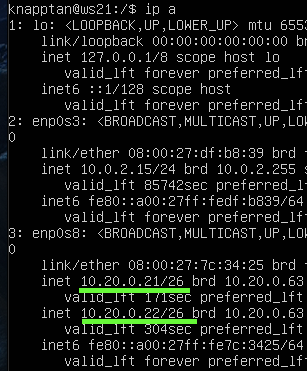 knapptan@ws21:/$ ip a
1: lo: <LOOPBACK,UP,LOWER_UP> mtu 6553
link/loopback 00:00:00:00:00:00 br
inet 127.0.0.1/8 scope host lo
valid_lft forever preferred_lf
inet6 ::1/128 scope host
valid_lft forever preferred_lf
2: enp0s3: <BROADCAST,MULTICAST,UP,LOW
0
link/ether 08:00:27:df:b8:39 brd f
inet 10.0.2.15/24 brd 10.0.2.255 s
valid_lft 85742sec preferred_lf
inet6 fe80::a00:27ff:fedf:b839/64
valid_lft forever preferred_lf
3: enp0s8: <BROADCAST,MULTICAST,UP,LOW
0
link/ether 08:00:27:7c:34:25 brd f
inet 10.20.0.21/26 brd 10.20.0.63
valid_lft 171sec preferred_lft
inet 10.20.0.22/26 brd 10.20.0.63
valid_lft 304sec preferred_lft
inet6 fe80::a00:27ff:fe7c:3425/64
valid_lft forever preferred_lf